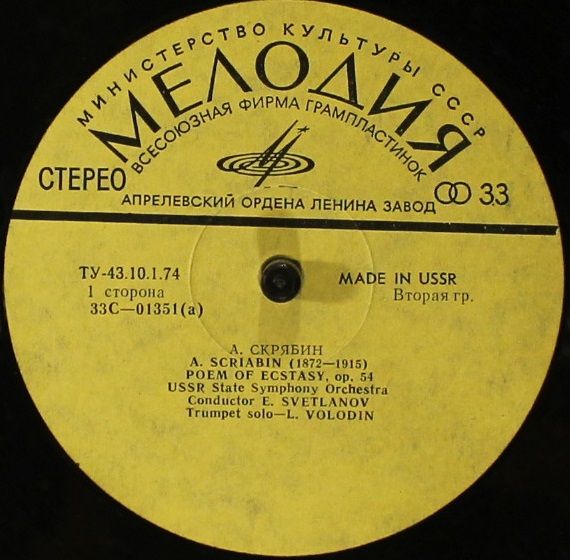 МИНИСТЕРСТВО КУЛЬТУРЫ СССР
МЕЛОДИЯ
ВСЕСОЮЗНАЯ ФИРМА ГРАМПЛАСТИНОК
СТЕРЕО
33
АПРЕЛЕВСКИЙ ОРДЕНА ЛЕНИНА ЗАВОД
ТУ-43.10.1.74
MADE IN USSR
1 сторона
Вторая гр.
33С—01351(а)
А. СКРЯБИН
A. SCRIABIN (1872—1915)
POEM OF ECSTASY, op. 54
USSR State Symphony Orchestra
Conductor E. SVETLANOV
Trumpet solo—L. VOLODIN